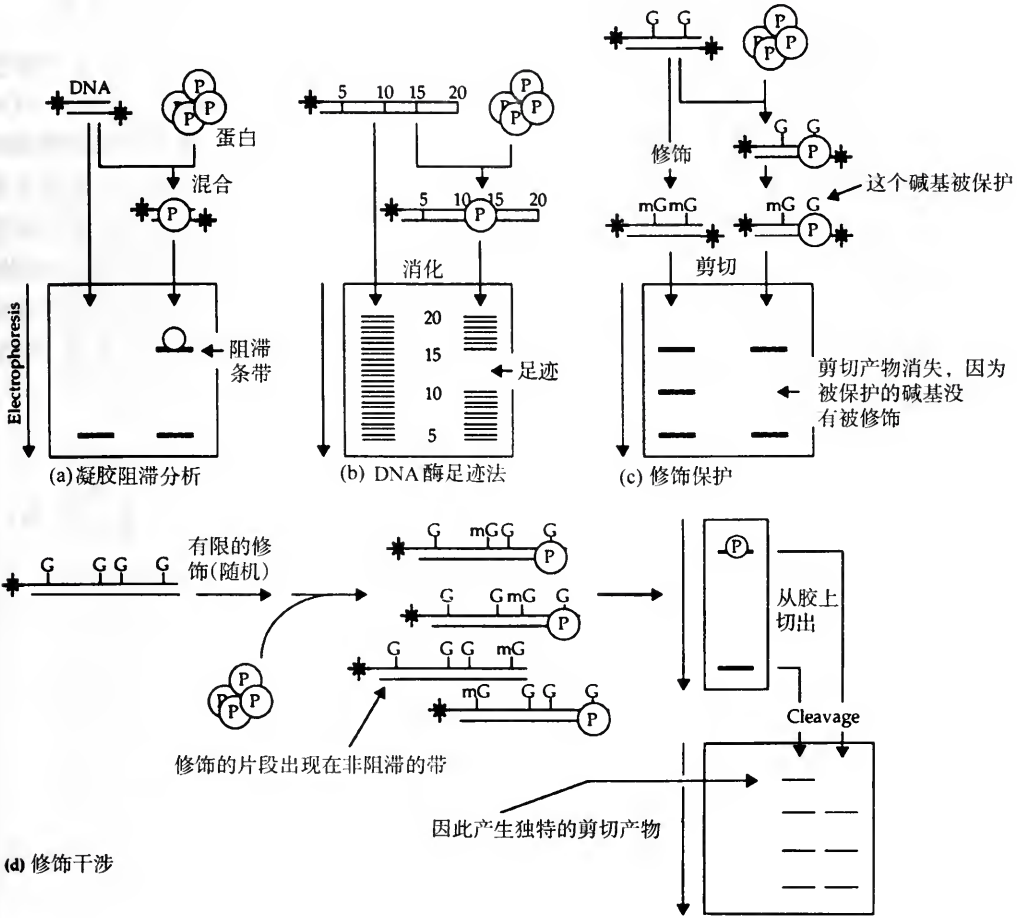 DNA
P
P
P
P
蛋白
混合
P
Electrophoresis
阻滞
条带
(a)凝胶阻滞分析
5
10
15
20
P
P
P
P
5
10
15
20
P
消化
20
15
10
5
足迹
(b) DNA酶足迹法
G G
P
P
P
P
修饰
G G
P
这个碱基被保护
mGmG
mG G
P
剪切
剪切产物消失，因为
被保护的碱基没
有被修饰
(c) 修饰保护
G G G G
有限的修
饰(随机)
P
P
P
P
G mGG G
P
G GmG G
P
G G G mG
mG G G G
P
修饰的片段出现在非阻滞的带
P
从胶上
切出
Cleavage
因此产生独特的剪切产物
(d) 修饰干涉